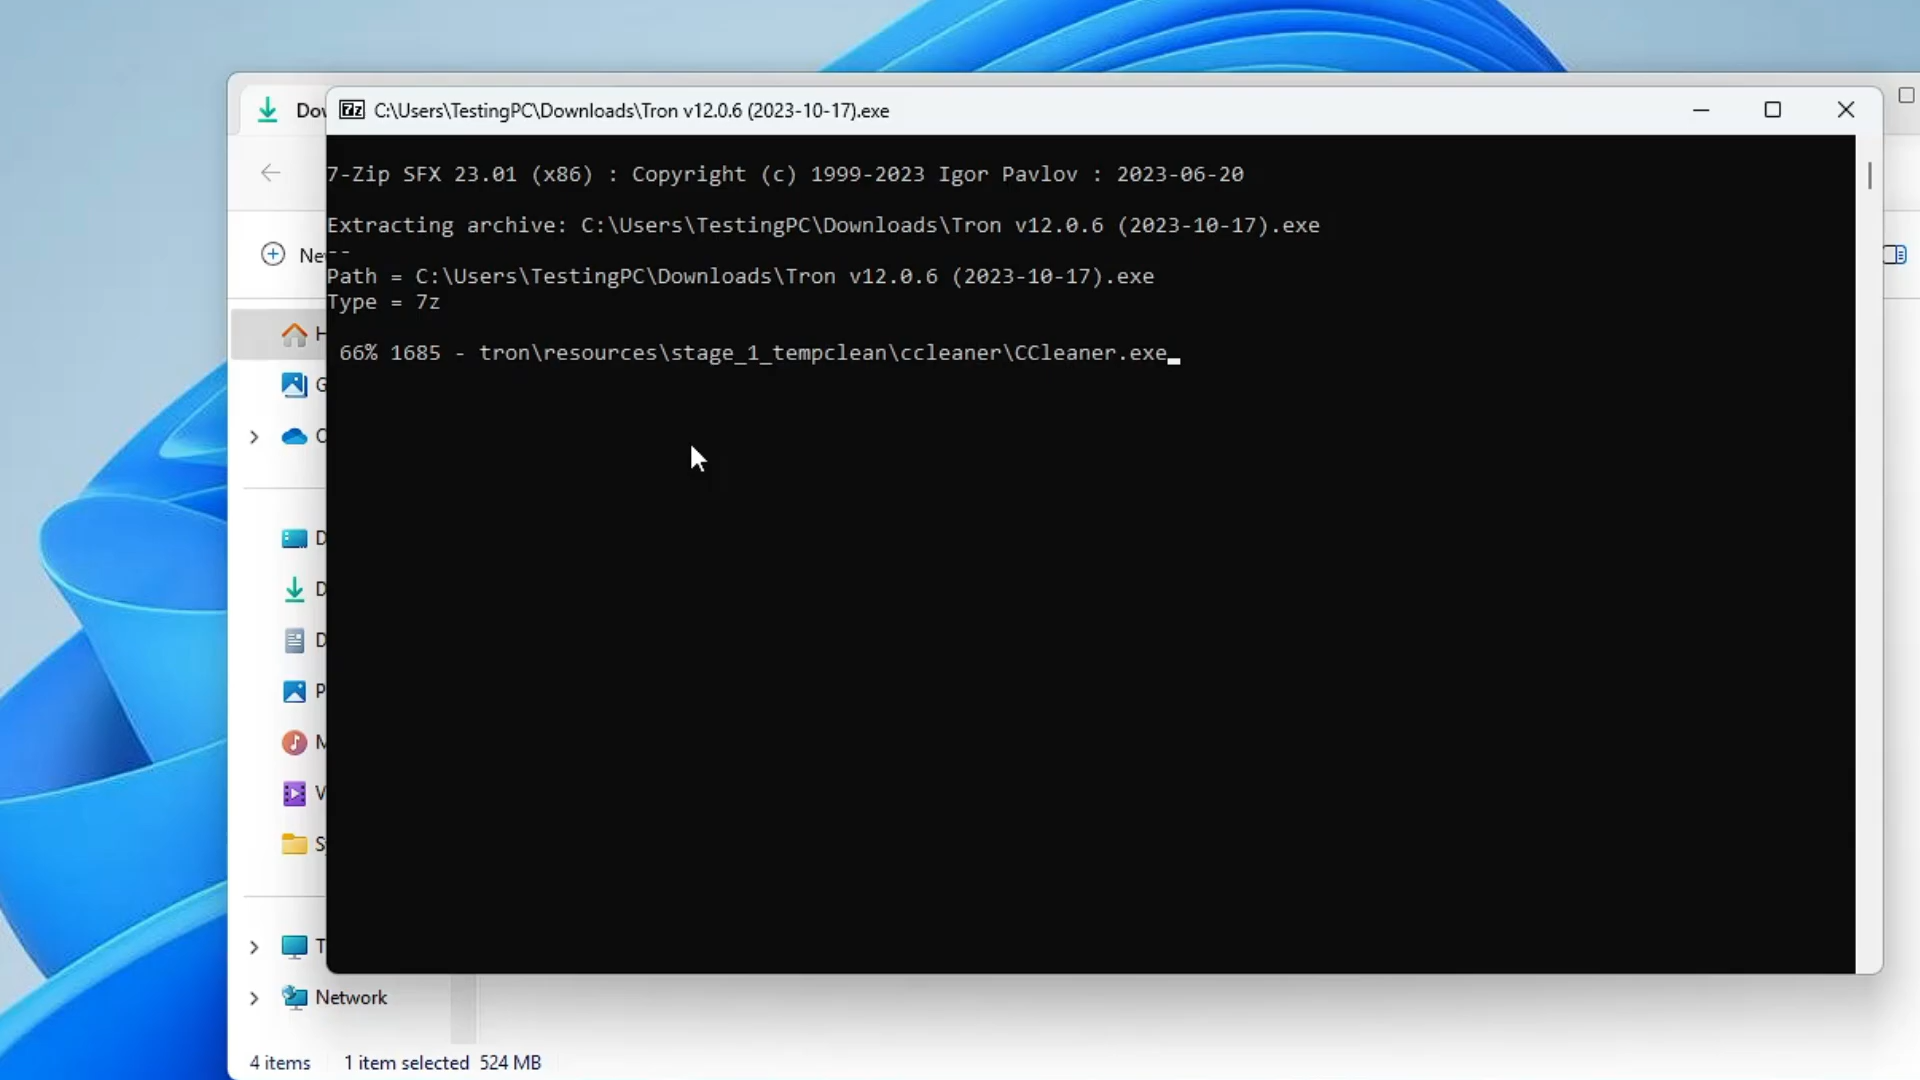 Dow
7z C:\Users\TestingPC\Downloads\Tron v12.0.6 (2023-10-17).exe
7-Zip SFX 23.01 (x86) : Copyright (c) 1999-2023 Igor Pavlov : 2023-06-20
Extracting archive: C:\Users\TestingPC\Downloads\Tron v12.0.6 (2023-10-17).exe
--
Path = C:\Users\TestingPC\Downloads\Tron v12.0.6 (2023-10-17).exe
Type = 7z
66% 1685 - tron\resources\stage_1_tempclean\ccleaner\CCleaner.exe
Ne
H
G
O
D
D
D
P
M
V
S
T
Network
4 items 1 item selected 524 MB